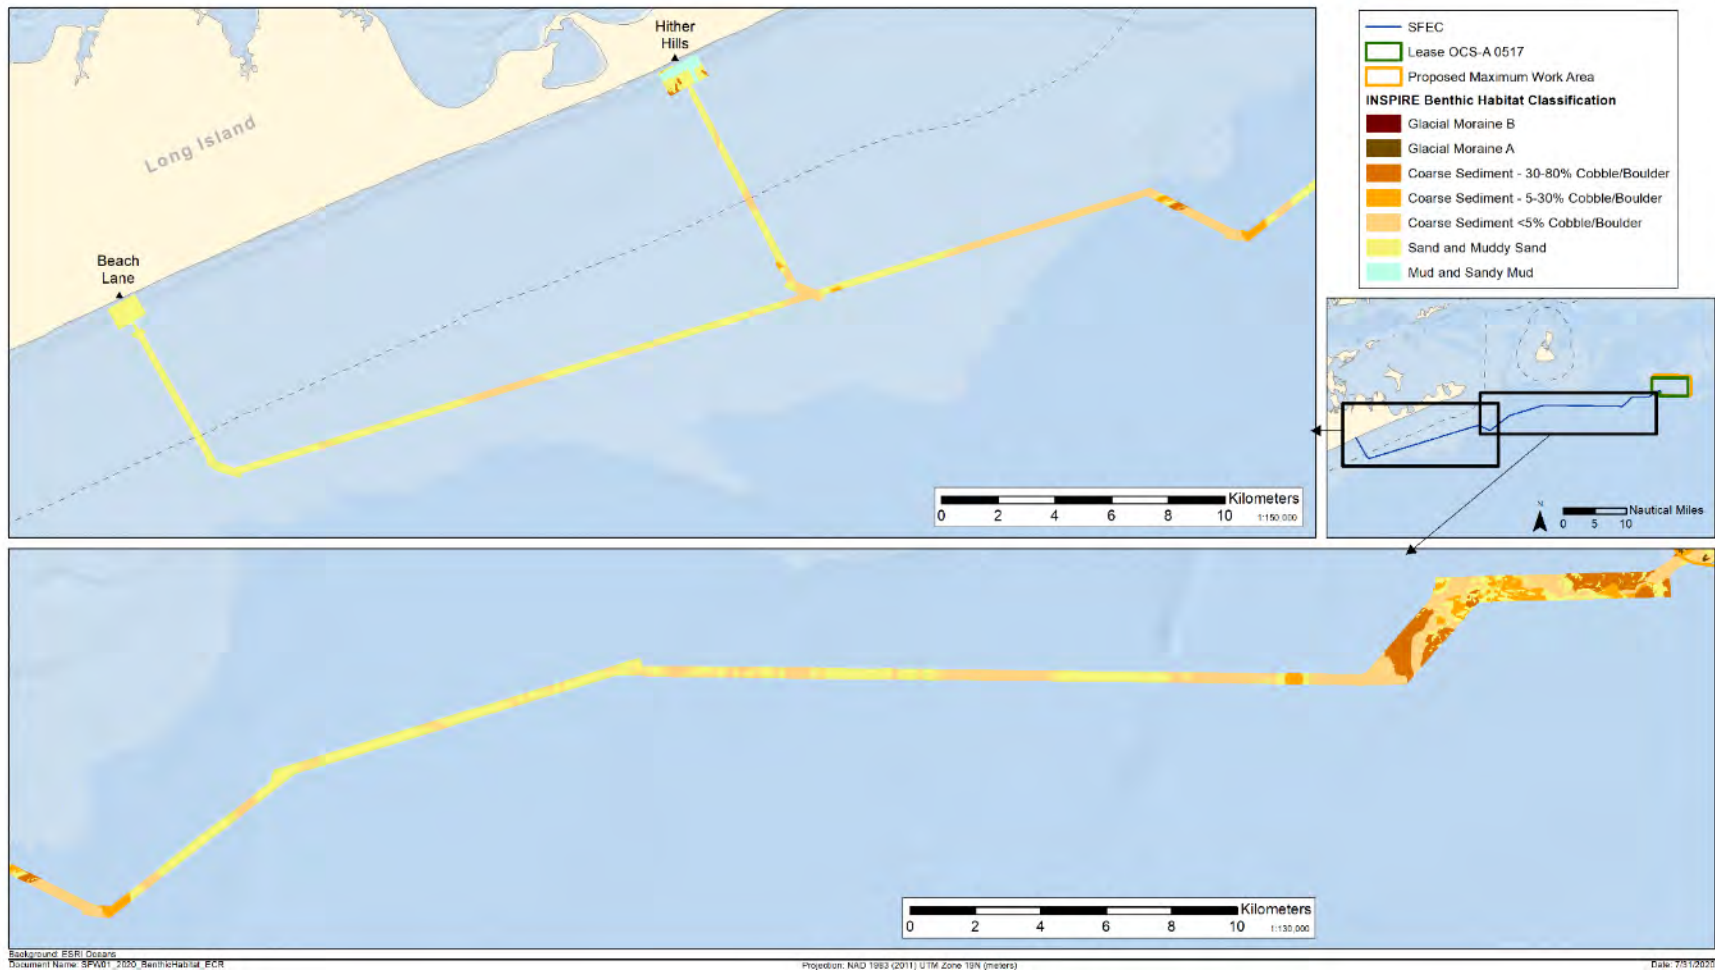 Hither
Hills
Long Island
Beach
Lane
Kilometers
0 2 4 6 8 10 1:150,000
SFEC
Lease OCS-A 0517
Proposed Maximum Work Area
INSPIRE Benthic Habitat Classification
Glacial Moraine B
Glacial Moraine A
Coarse Sediment - 30-80% Cobble/Boulder
Coarse Sediment - 5-30% Cobble/Boulder
Coarse Sediment <5% Cobble/Boulder
Sand and Muddy Sand
Mud and Sandy Mud
N
Nautical Miles
0 5 10
Kilometers
0 2 4 6 8 10 1:130,000
Background: ESRI Oceans
Document Name: SFW01_2020_BenthicHabitat_ECR
Projection: NAD 1983 (2011) UTM Zone 19N (meters)
Date: 7/31/2020